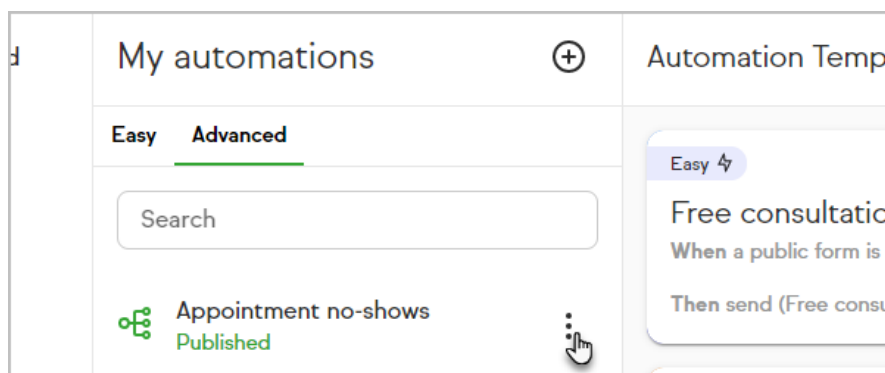 d
My automations
Easy Advanced
Search
Appointment no-shows
Published
Automation Temp
Easy
Free consultatio
When a public form is
Then send (Free consu